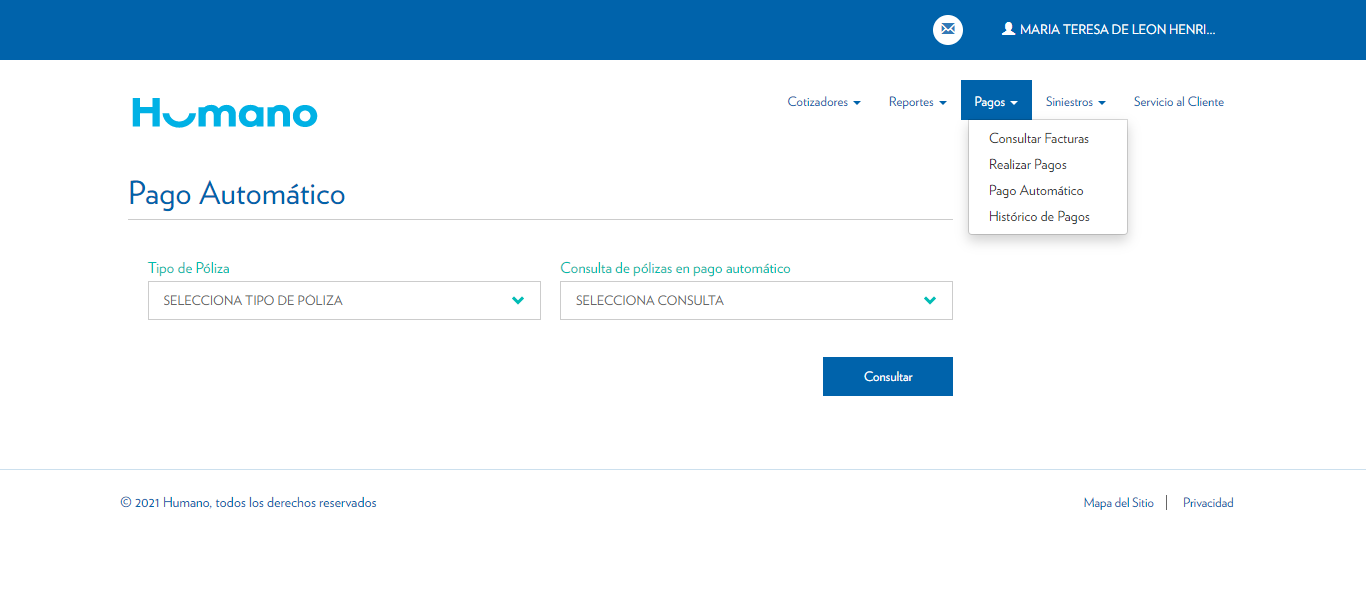 MARIA TERESA DE LEON HENRI...
Humano
Cotizadores
Reportes
Pagos
Siniestros
Servicio al Cliente
Consultar Facturas
Realizar Pagos
Pago Automático
Histórico de Pagos
Pago Automático
Tipo de Póliza
Consulta de pólizas en pago automático
SELECCIONA TIPO DE POLIZA
SELECCIONA CONSULTA
Consultar
© 2021 Humano, todos los derechos reservados
Mapa del Sitio
Privacidad